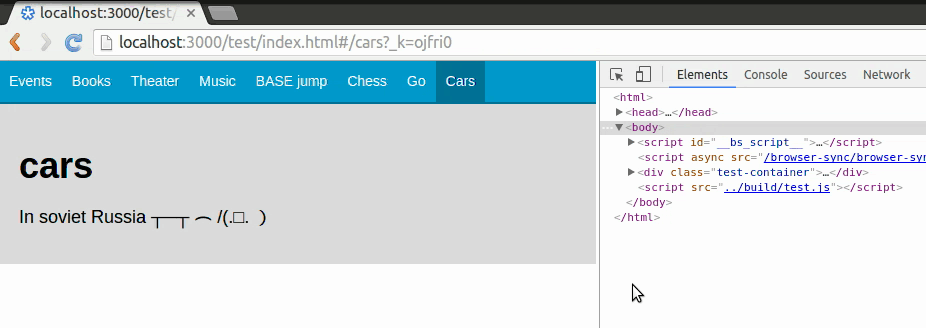 localhost:3000/test/
localhost:3000/test/index.html#/cars?_k=ojfri0
Events Books Theater Music BASE jump Chess Go Cars
Elements Console Sources Network
cars
In soviet Russia ┬─┬ ⌒ /(.□. )
<html>
<head>…</head>
<body>
<script id="__bs_script__">…</script>
<script async src="/browser-sync/browser-syn
<div class="test-container">…</div>
<script src="../build/test.js"></script>
</body>
</html>